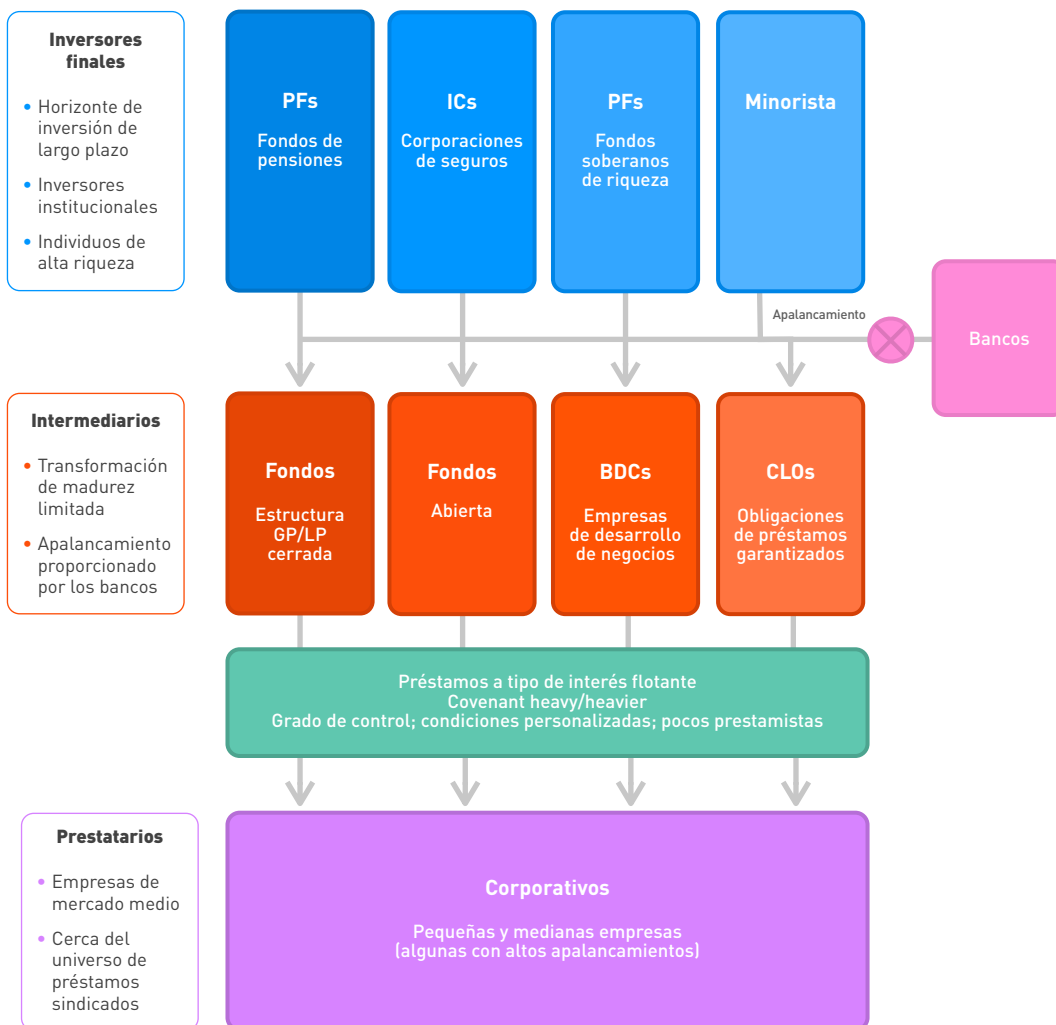 Inversores
finales
• Horizonte de
inversión de
largo plazo
• Inversores
institucionales
• Individuos de
alta riqueza
PFs
Fondos de
pensiones
ICs
Corporaciones
de seguros
PFs
Fondos
soberanos
de riqueza
Minorista
Apalancamiento
Bancos
Intermediarios
• Transformación
de madurez
limitada
• Apalancamiento
proporcionado
por los bancos
Fondos
Estructura
GP/LP
cerrada
Fondos
Abierta
BDCs
Empresas
de desarrollo
de negocios
CLOs
Obligaciones
de préstamos
garantizados
Préstamos a tipo de interés flotante
Covenant heavy/heavier
Grado de control; condiciones personalizadas; pocos prestamistas
Prestatarios
• Empresas de
mercado medio
• Cerca del
universo de
préstamos
sindicados
Corporativos
Pequeñas y medianas empresas
(algunas con altos apalancamientos)